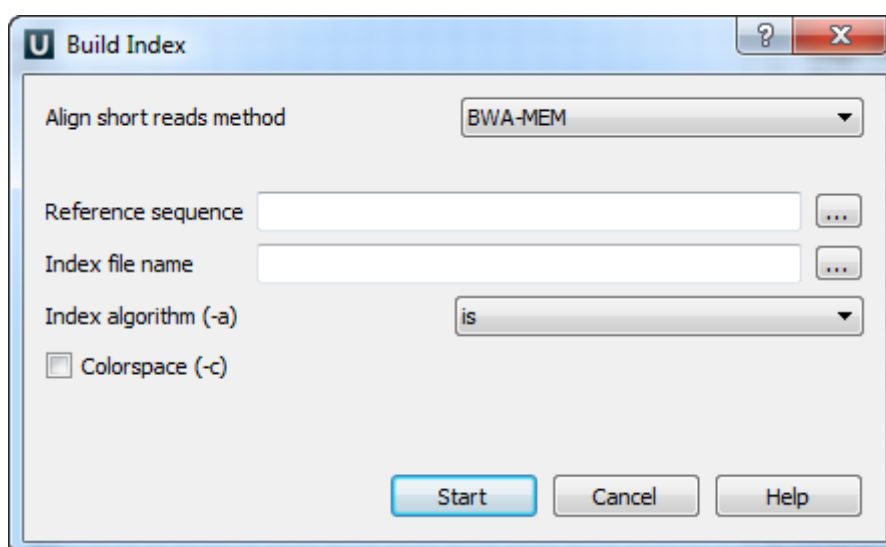 U Build Index ? X
Align short reads method BWA-MEM
Reference sequence ...
Index file name ...
Index algorithm (-a) is
Colorspace (-c)
Start Cancel Help